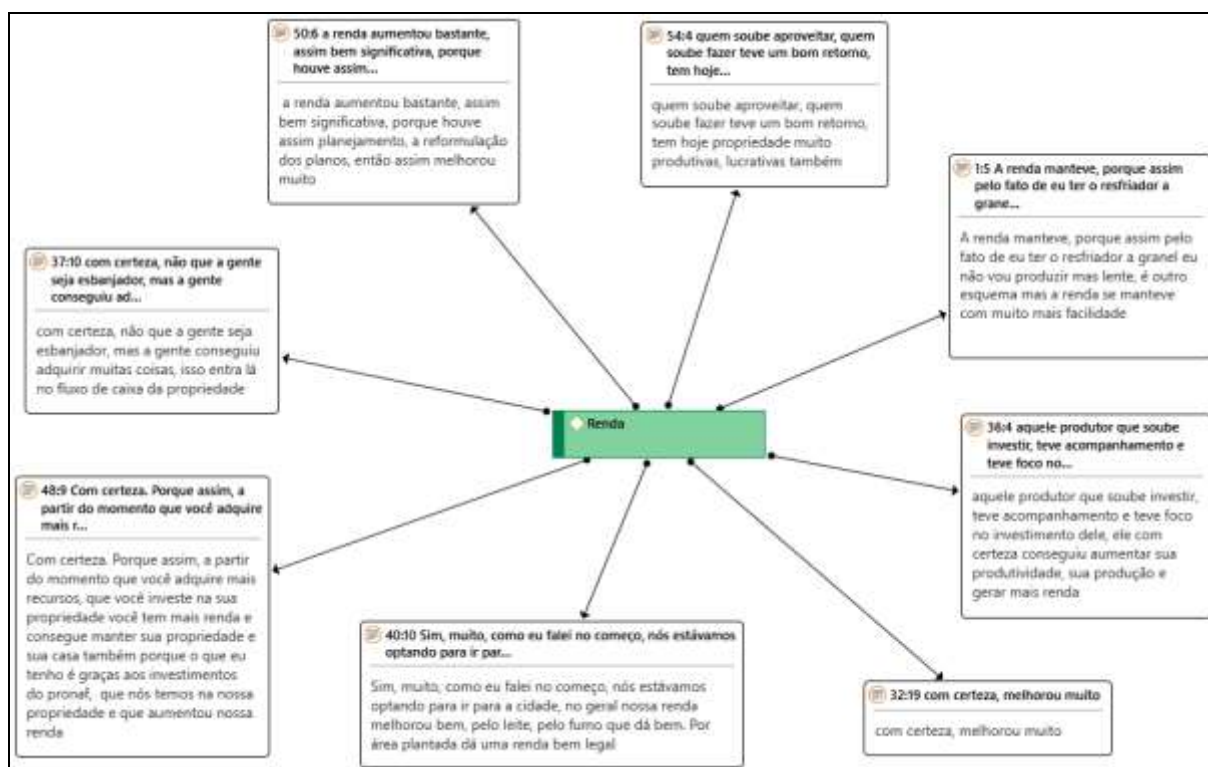 50:6 a renda aumentou bastante,
assim bem significativa, porque
houve assim...
a renda aumentou bastante, assim
bem significativa, porque houve
assim planejamento, a reformulação
dos planos, então assim melhorou
muito
54:4 quem soube aproveitar, quem
soube fazer teve um bom retorno,
tem hoje...
quem soube aproveitar, quem
soube fazer teve um bom retorno,
tem hoje propriedade muito
produtivas, lucrativas também
1:5 A renda manteve, porque assim
pelo fato de eu ter o resfriador a
grane...
A renda manteve, porque assim pelo
fato de eu ter o resfriador a granel eu
não vou produzir mas lente, é outro
esquema mas a renda se manteve
com muito mais facilidade
37:10 com certeza, não que a gente
seja esbanjador, mas a gente
conseguiu ad...
com certeza, não que a gente seja
esbanjador, mas a gente conseguiu
adquirir muitas coisas, isso entra lá
no fluxo de caixa da propriedade
Renda
36:4 aquele produtor que soube
investir, teve acompanhamento e
teve foco no...
aquele produtor que soube investir,
teve acompanhamento e teve foco
no investimento dele, ele com
certeza conseguiu aumentar sua
produtividade, sua produção e
gerar mais renda
48:9 Com certeza. Porque assim, a
partir do momento que você adquire
mais r...
Com certeza. Porque assim, a partir
do momento que você adquire mais
recursos, que você investe na sua
propriedade você tem mais renda e
consegue manter sua propriedade e
sua casa também porque o que eu
tenho é graças aos investimentos
do pronaf, que nós temos na nossa
propriedade e que aumentou nossa
renda
40:10 Sim, muito, como eu falei no começo, nós estávamos
optando para ir par...
Sim, muito, como eu falei no começo, nós estávamos
optando para ir para a cidade, no geral nossa renda
melhorou bem, pelo leite, pelo fumo que dá bem. Por
área plantada dá uma renda bem legal
32:19 com certeza, melhorou muito
com certeza, melhorou muito